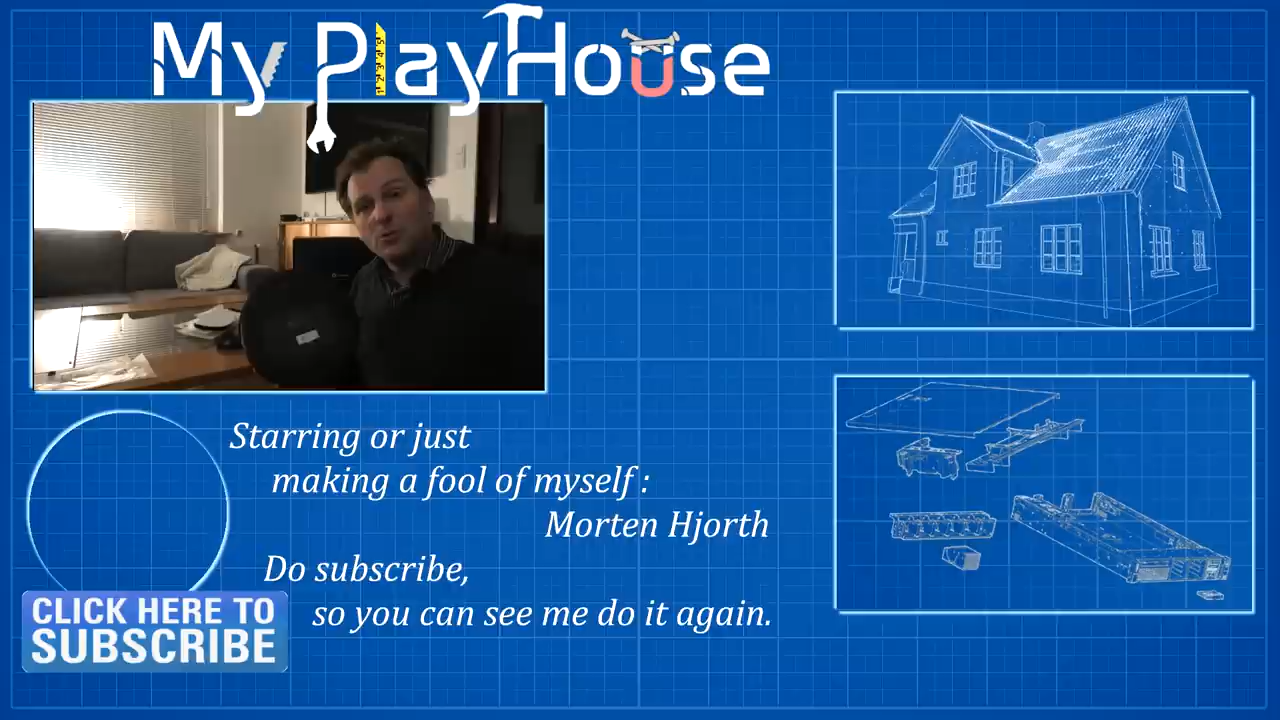 My PlayHouse
Starring or just
making a fool of myself :
Morten Hjorth
Do subscribe,
so you can see me do it again.
CLICK HERE TO
SUBSCRIBE